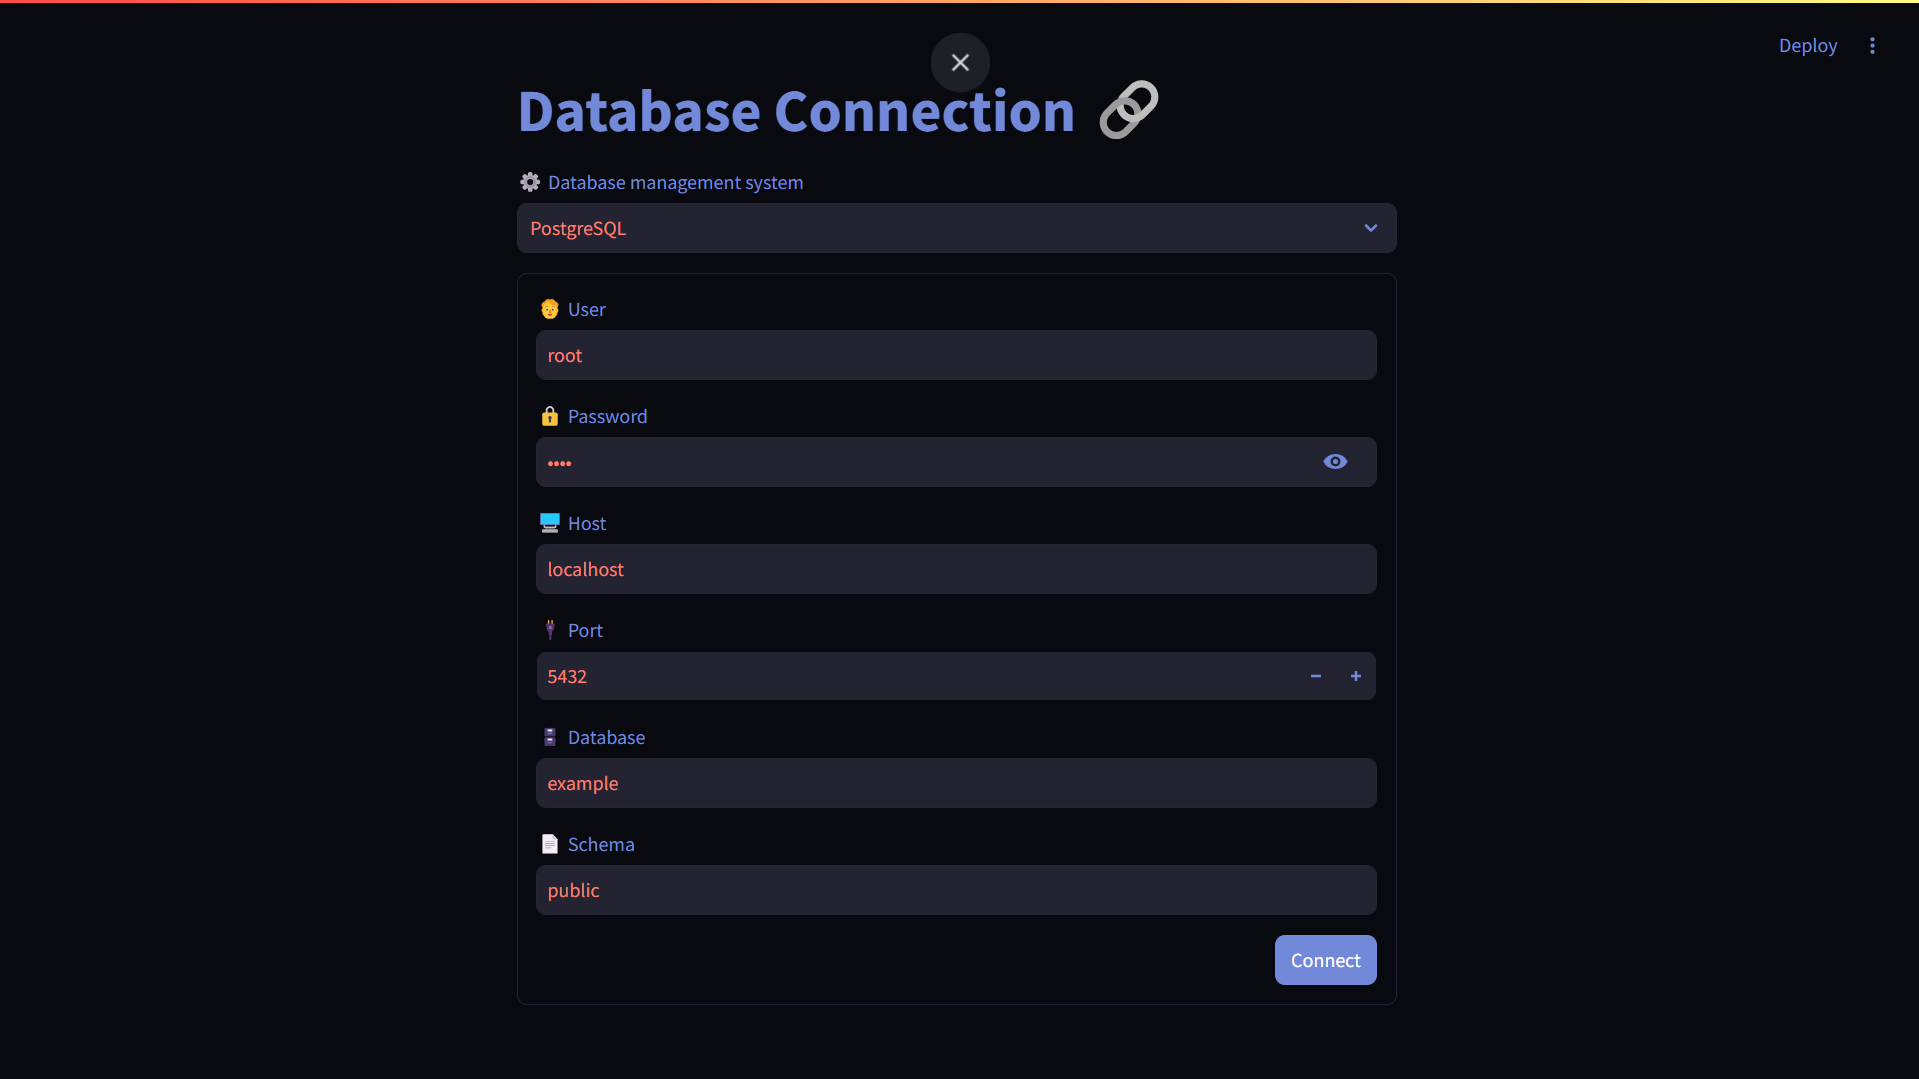 Deploy
Database Connection
Database management system
PostgreSQL
User
root
Password
••••
Host
localhost
Port
5432
Database
example
Schema
public
Connect